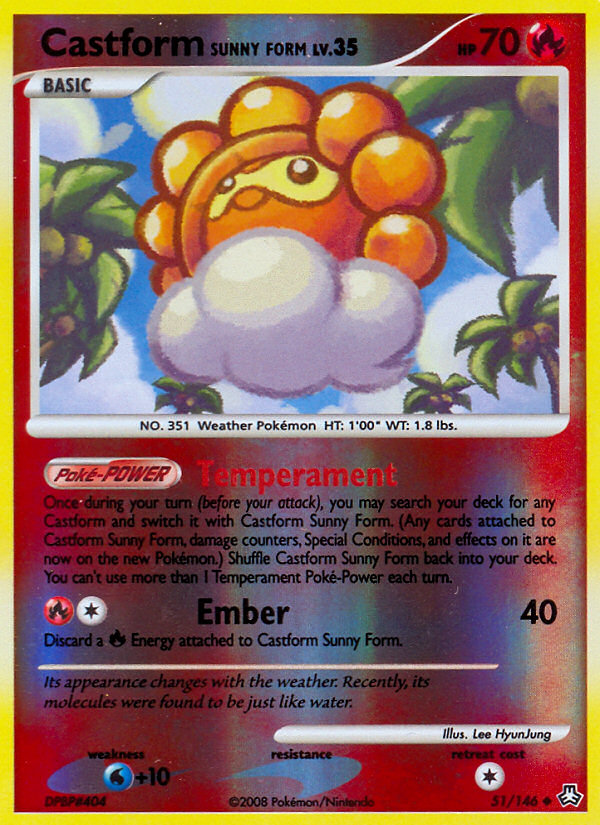 Castform SUNNY FORM LV.35 HP 70
BASIC
NO. 351 Weather Pokémon HT: 1'00" WT: 1.8 lbs.
Poké-POWER Temperament
Once during your turn (before your attack), you may search your deck for any
Castform and switch it with Castform Sunny Form. (Any cards attached to
Castform Sunny Form, damage counters, Special Conditions, and effects on it are
now on the new Pokémon.) Shuffle Castform Sunny Form back into your deck.
You can't use more than 1 Temperament Poké-Power each turn.
Ember 40
Discard a Energy attached to Castform Sunny Form.
Its appearance changes with the weather. Recently, its
molecules were found to be just like water.
Illus. Lee HyunJung
weakness resistance retreat cost
+10
DPBP#404 ©2008 Pokémon/Nintendo 51/146